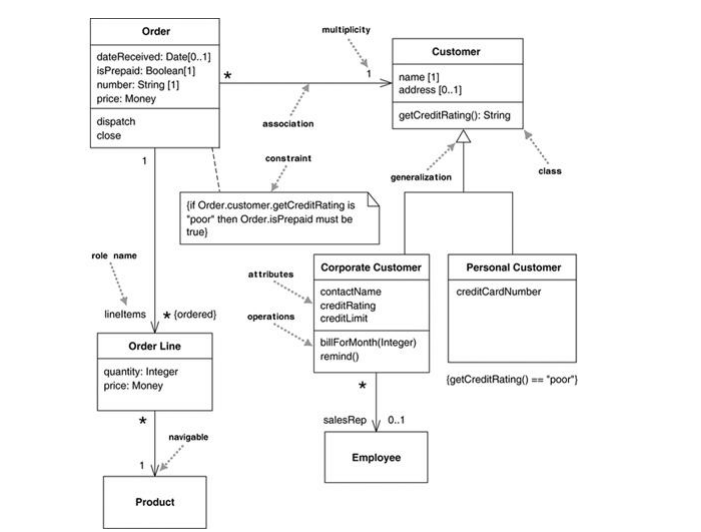 Order
dateReceived: Date[0..1]
isPrepaid: Boolean[1]
number: String [1]
price: Money
dispatch
close
multiplicity
*
1
association
Customer
name [1]
address [0..1]
getCreditRating(): String
generalization
class
1
constraint
{if Order.customer.getCreditRating is
"poor" then Order.isPrepaid must be
true}
role name
lineItems
* {ordered}
attributes
operations
Corporate Customer
contactName
creditRating
creditLimit
billForMonth(Integer)
remind()
Personal Customer
creditCardNumber
{getCreditRating() == "poor"}
Order Line
quantity: Integer
price: Money
*
salesRep
0..1
Employee
*
navigable
1
Product